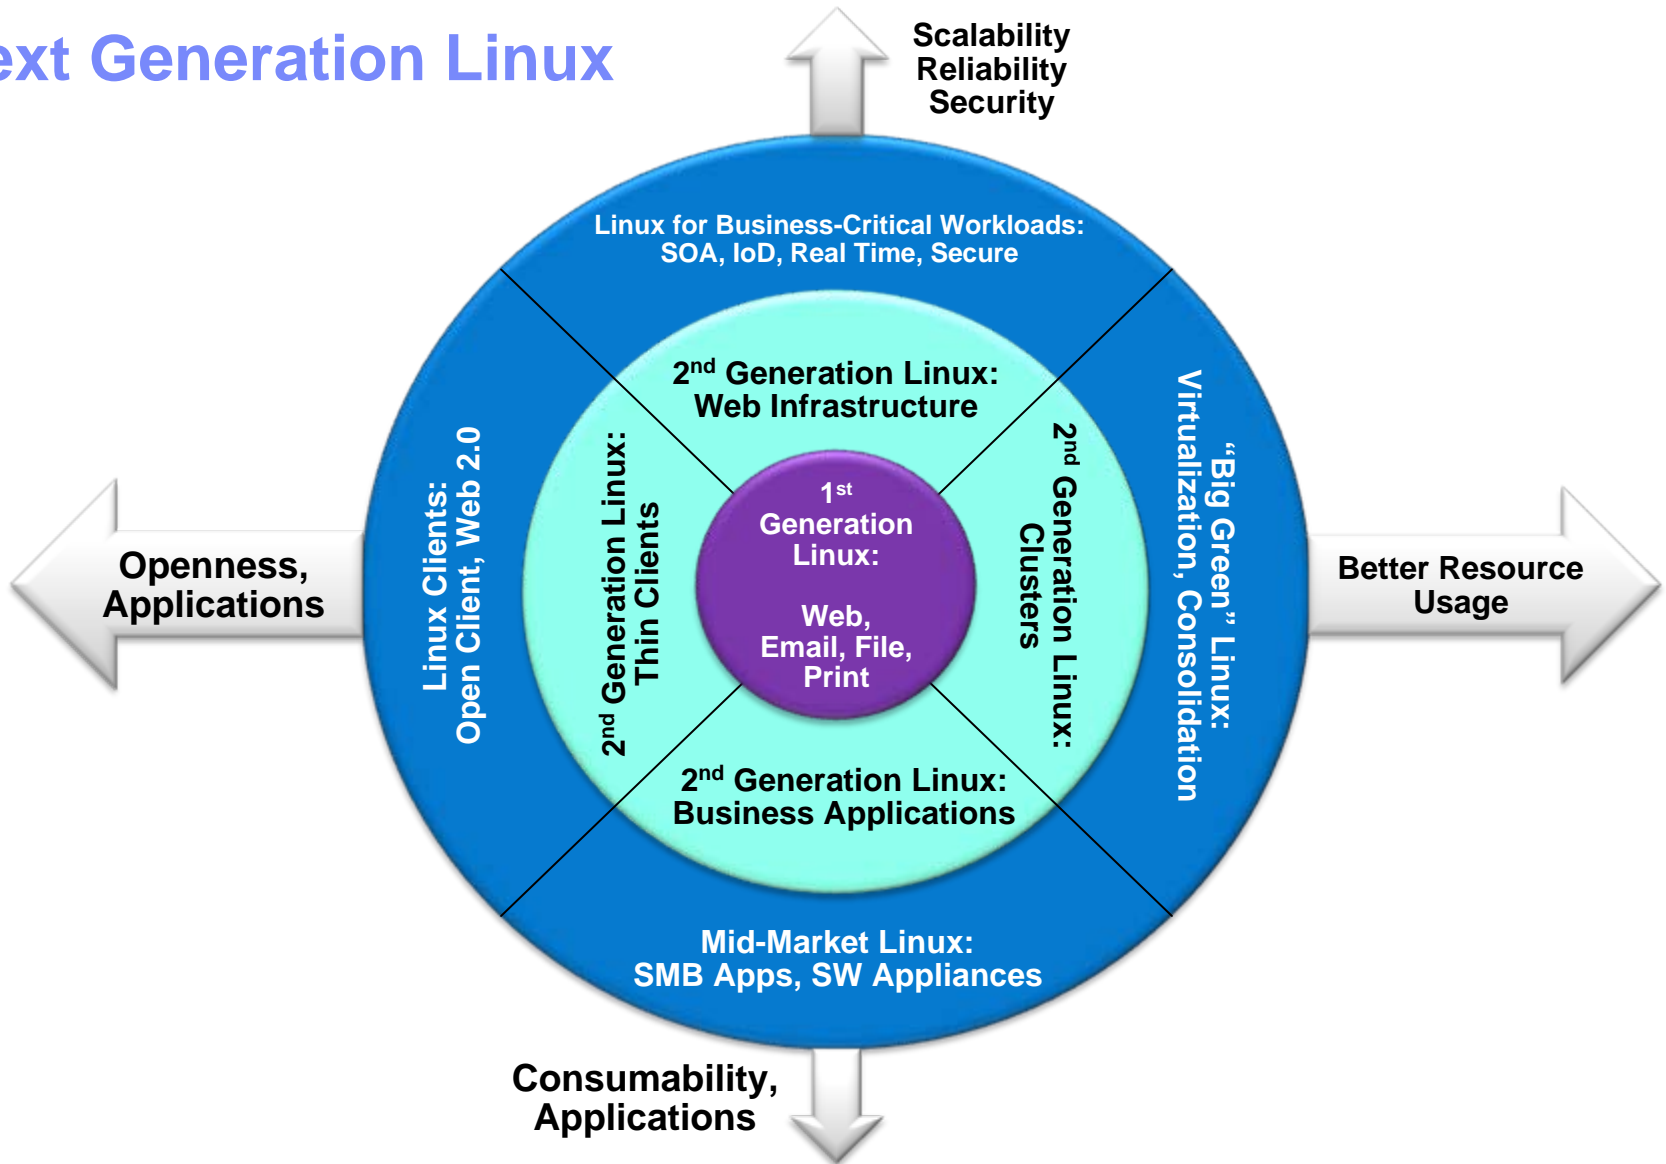 ext Generation Linux
Scalability
Reliability
Security
Linux for Business-Critical Workloads:
SOA, IoD, Real Time, Secure
2nd Generation Linux:
Web Infrastructure
Openness,
Applications
Linux Clients:
Open Client, Web 2.0
2nd Generation Linux:
Thin Clients
1st
Generation
Linux:
Web,
Email, File,
Print
2nd Generation Linux:
Clusters
“Big Green” Linux:
Virtualization, Consolidation
Better Resource
Usage
2nd Generation Linux:
Business Applications
Mid-Market Linux:
SMB Apps, SW Appliances
Consumability,
Applications